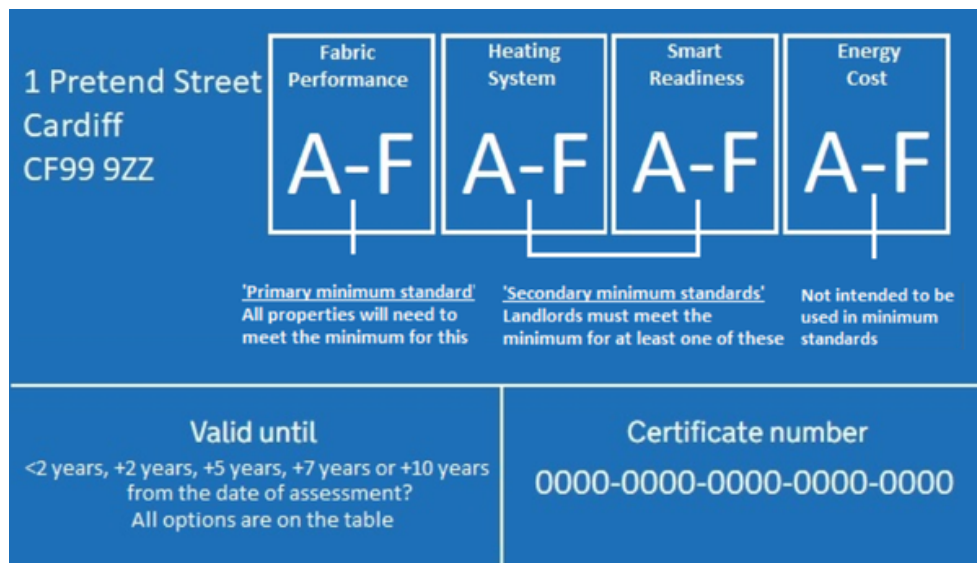 1 Pretend Street
Cardiff
CF99 9ZZ
Fabric
Performance
A-F
Heating
System
A-F
Smart
Readiness
A-F
Energy
Cost
A-F
'Primary minimum standard'
All properties will need to
meet the minimum for this
'Secondary minimum standards'
Landlords must meet the
minimum for at least one of these
Not intended to be
used in minimum
standards
Valid until
<2 years, +2 years, +5 years, +7 years or +10 years
from the date of assessment?
All options are on the table
Certificate number
0000-0000-0000-0000-0000